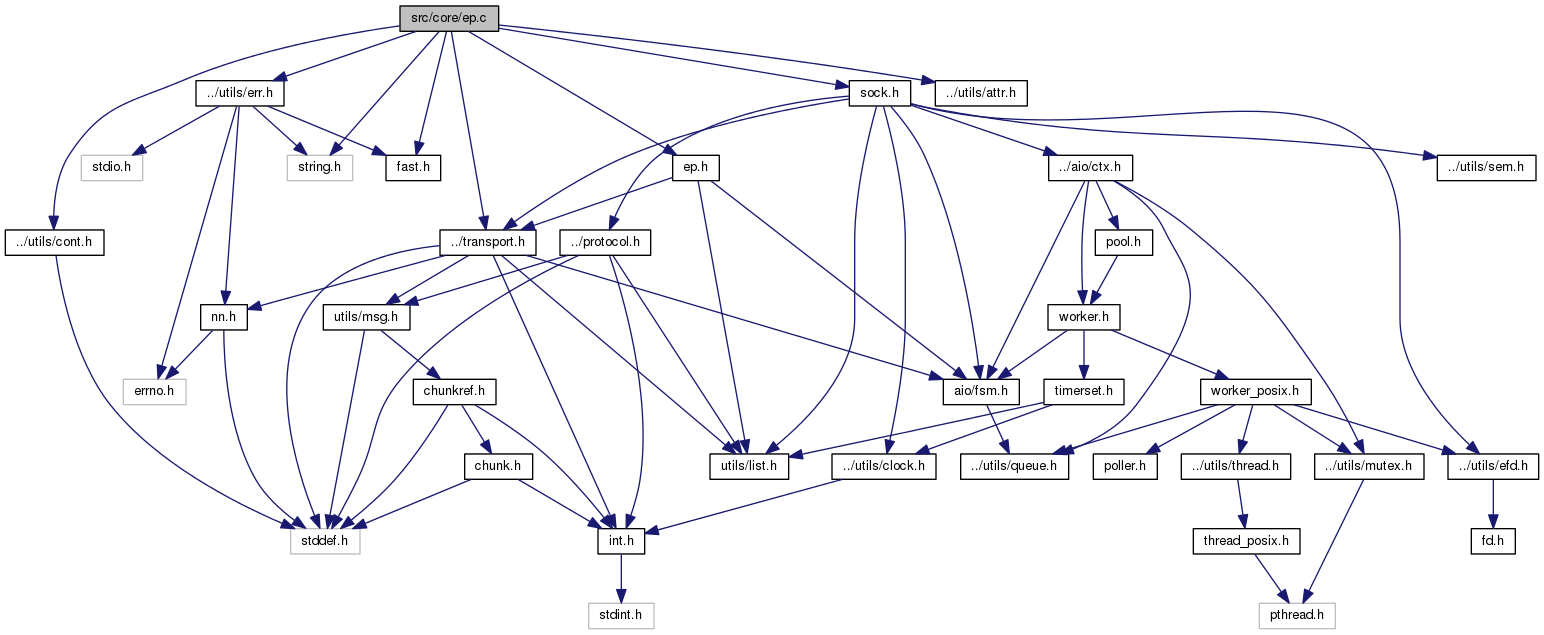 src/core/ep.c
../utils/err.h
sock.h
../utils/attr.h
stdio.h
string.h
fast.h
ep.h
../aio/ctx.h
../utils/sem.h
../utils/cont.h
../transport.h
../protocol.h
pool.h
nn.h
utils/msg.h
worker.h
errno.h
chunkref.h
aio/fsm.h
timerset.h
worker_posix.h
chunk.h
utils/list.h
../utils/clock.h
../utils/queue.h
poller.h
../utils/thread.h
../utils/mutex.h
../utils/efd.h
stddef.h
int.h
thread_posix.h
fd.h
stdint.h
pthread.h